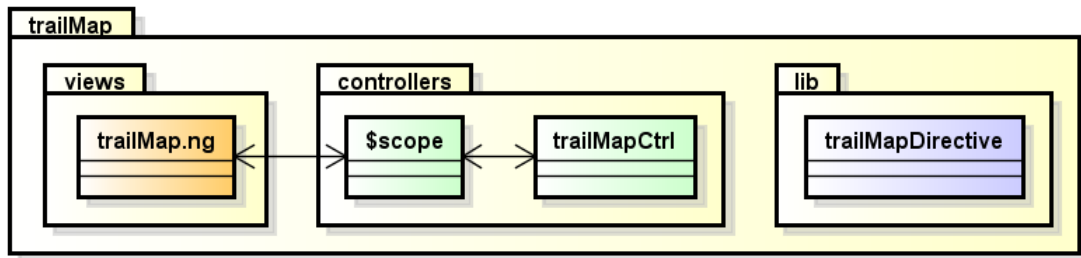 trailMap
views
controllers
lib
trailMap.ng
$scope
trailMapCtrl
trailMapDirective